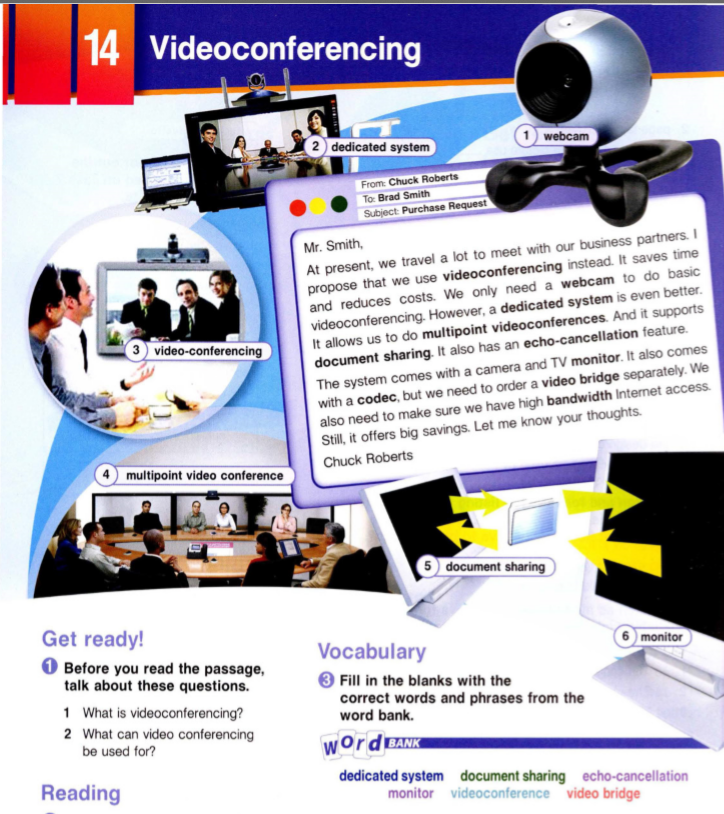 14 Videoconferencing
1 webcam
2 dedicated system
From: Chuck Roberts
To: Brad Smith
Subject: Purchase Request
Mr. Smith,
At present, we travel a lot to meet with our business partners. I
propose that we use videoconferencing instead. It saves time
and reduces costs. We only need a webcam to do basic
videoconferencing. However, a dedicated system is even better.
It allows us to do multipoint videoconferences. And it supports
document sharing. It also has an echo-cancellation feature.
The system comes with a camera and TV monitor. It also comes
with a codec, but we need to order a video bridge separately. We
also need to make sure we have high bandwidth Internet access.
Still, it offers big savings. Let me know your thoughts.
Chuck Roberts
3 video-conferencing
4 multipoint video conference
5 document sharing
6 monitor
Get ready!
1 Before you read the passage,
talk about these questions.
1 What is videoconferencing?
2 What can video conferencing
be used for?
Reading
Vocabulary
3 Fill in the blanks with the
correct words and phrases from the
word bank.
Word BANK
dedicated system document sharing echo-cancellation
monitor videoconference video bridge